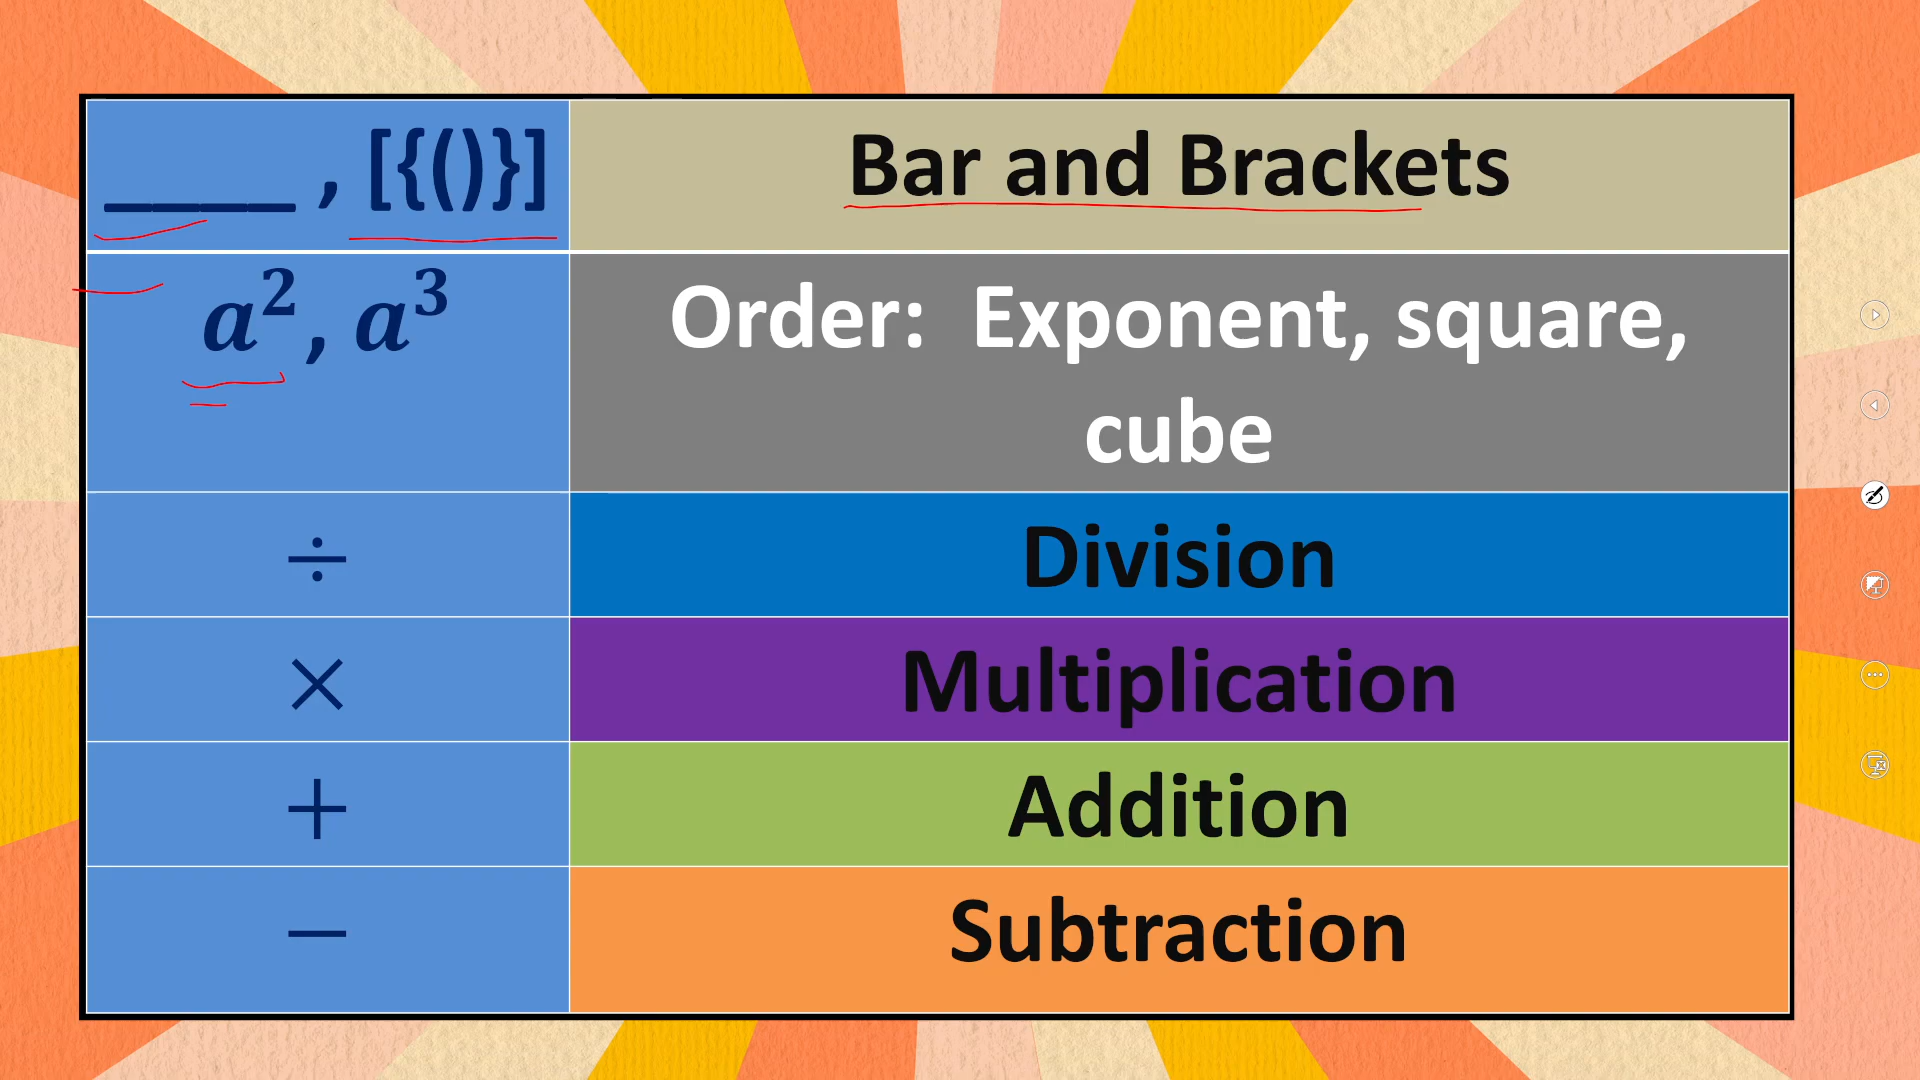 ____ , [{()}]
Bar and Brackets
a², a³
Order: Exponent, square,
cube
÷
Division
×
Multiplication
+
Addition
−
Subtraction